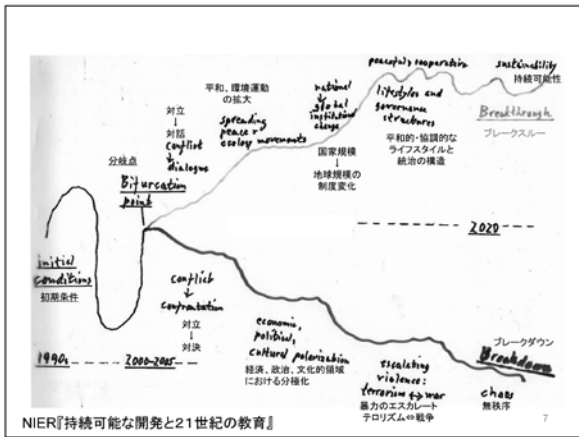 peaceful cooperation
sustainability
持続可能性
平和、環境運動
の拡大
national
↓
global
institutional
change
lifestyles and
governance
structures
Breakthrough
ブレークスルー
対立
↓
対話
conflict
↓
dialogue
spreading
peace &
ecology movements
国家規模
↓
地球規模の
制度変化
平和的・協調的な
ライフスタイルと
統治の構造
分岐点
Bifurcation
point
2020
initial
conditions
初期条件
conflict
↓
confrontation
対立
↓
対決
economic,
political,
cultural polarization
経済、政治、文化的領域
における分極化
ブレークダウン
Breakdown
escalating
violence:
terrorism ↔ war
暴力のエスカレート
テロリズム⇔戦争
chaos
無秩序
1990s
2000-2005
NIER『持続可能な開発と21世紀の教育』
7